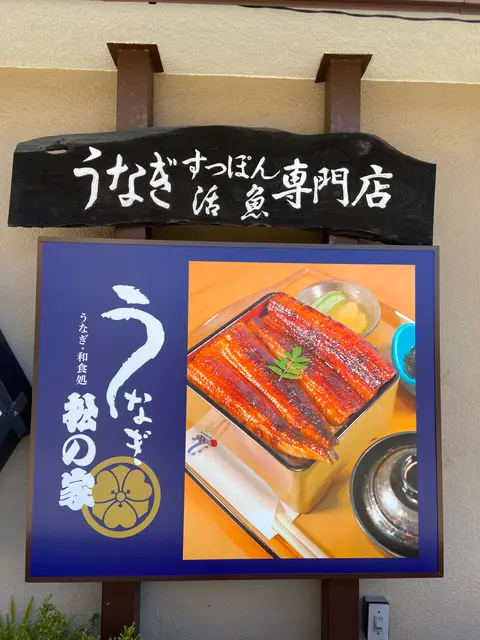 うなぎ すっぽん 活魚 専門店
うなぎ
うなぎ・和食処
松の家